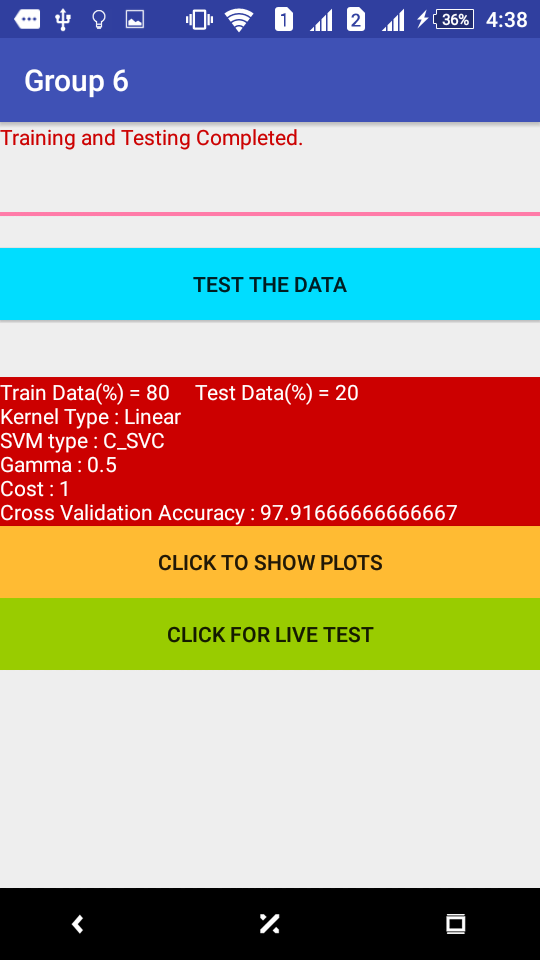 1 2 36% 4:38
Group 6
Training and Testing Completed.
TEST THE DATA
Train Data(%) = 80 Test Data(%) = 20
Kernel Type : Linear
SVM type : C_SVC
Gamma : 0.5
Cost : 1
Cross Validation Accuracy : 97.91666666666667
CLICK TO SHOW PLOTS
CLICK FOR LIVE TEST